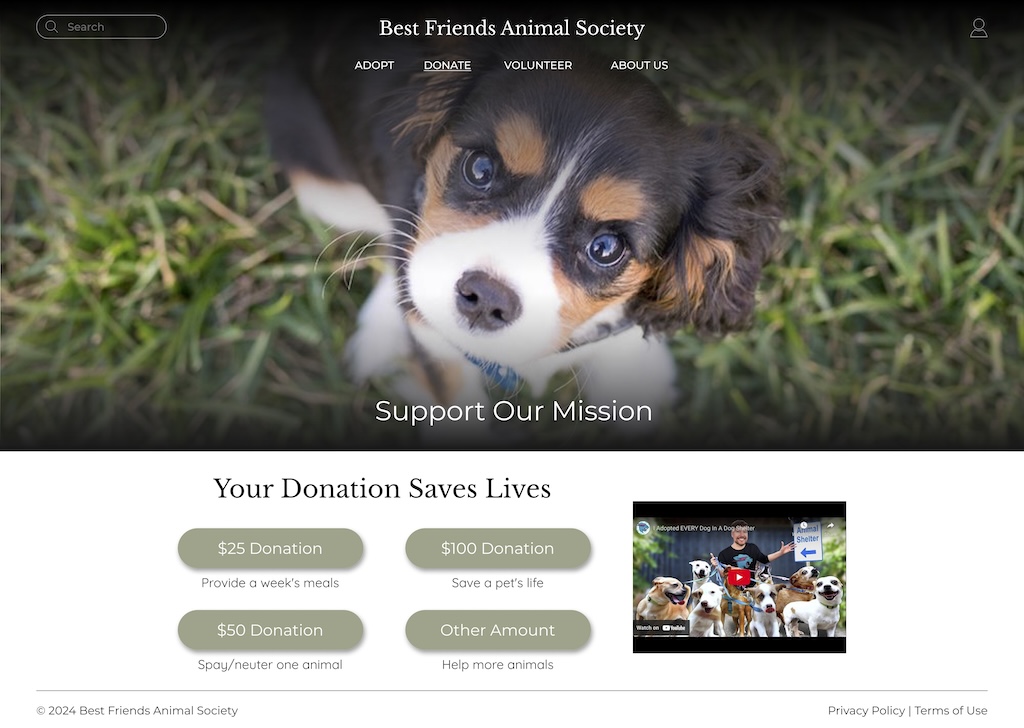 Search
Best Friends Animal Society
ADOPT DONATE VOLUNTEER ABOUT US
Support Our Mission
Your Donation Saves Lives
$25 Donation
Provide a week's meals
$100 Donation
Save a pet's life
$50 Donation
Spay/neuter one animal
Other Amount
Help more animals
I Adopted EVERY Dog In A Dog Shelter
Animal
Shelter
Watch on YouTube
© 2024 Best Friends Animal Society
Privacy Policy | Terms of Use